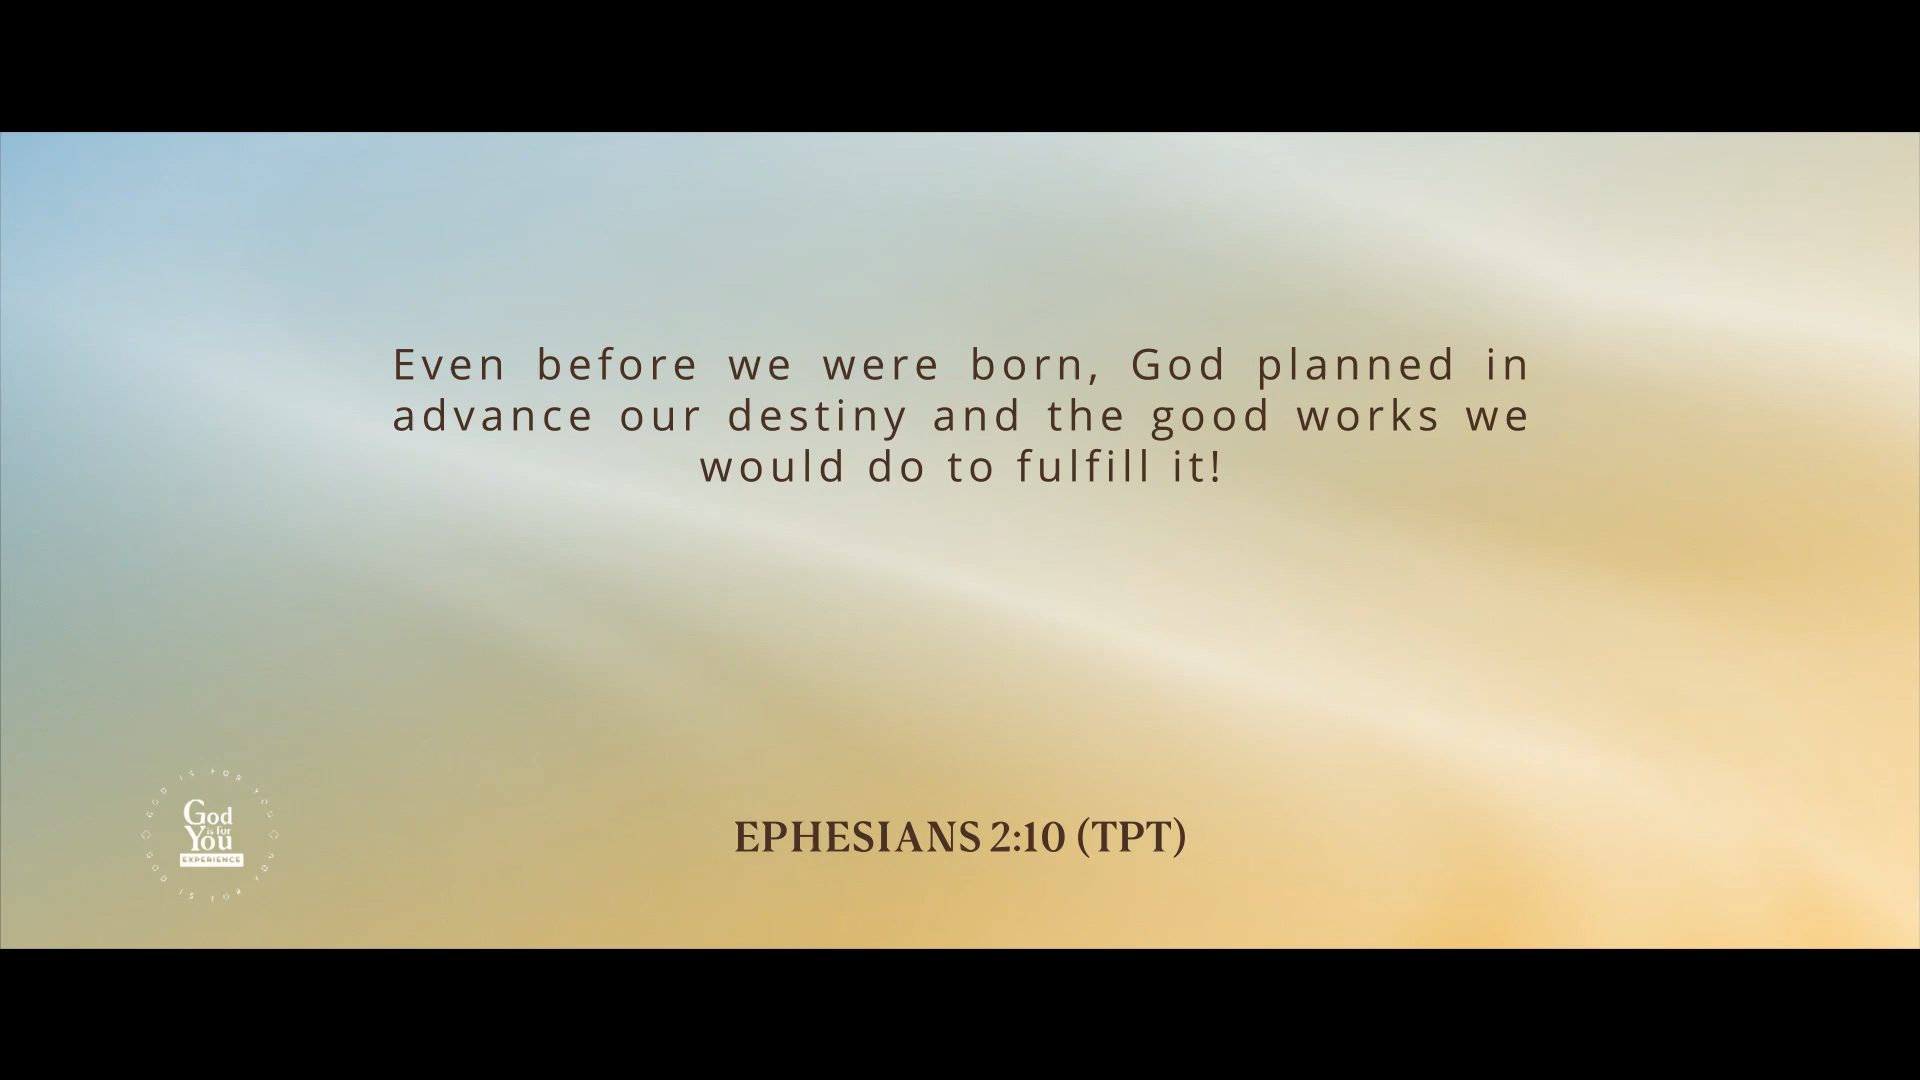 Even before we were born, God planned in
advance our destiny and the good works we
would do to fulfill it!
God
is for
You
EXPERIENCE
EPHESIANS 2:10 (TPT)